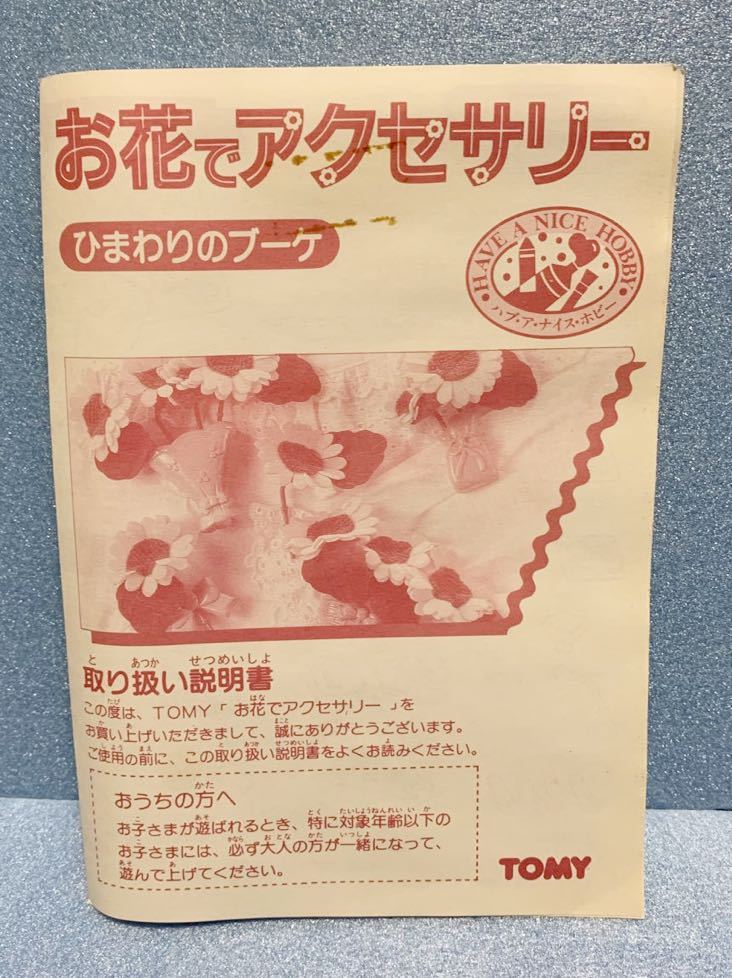 お花でアクセサリー
ひまわりのブーケ
・HAVE A NICE HOBBY・
ハブ・ア・ナイス・ホビー
取り扱い説明書
この度は、TOMY「お花でアクセサリー」を
お買い上げいただきまして、誠にありがとうございます。
ご使用の前に、この取り扱い説明書をよくお読みください。
おうちの方へ
お子さまが遊ばれるとき、特に対象年齢以下の
お子さまには、必ず大人の方が一緒になって、
遊んで上げてください。
TOMY